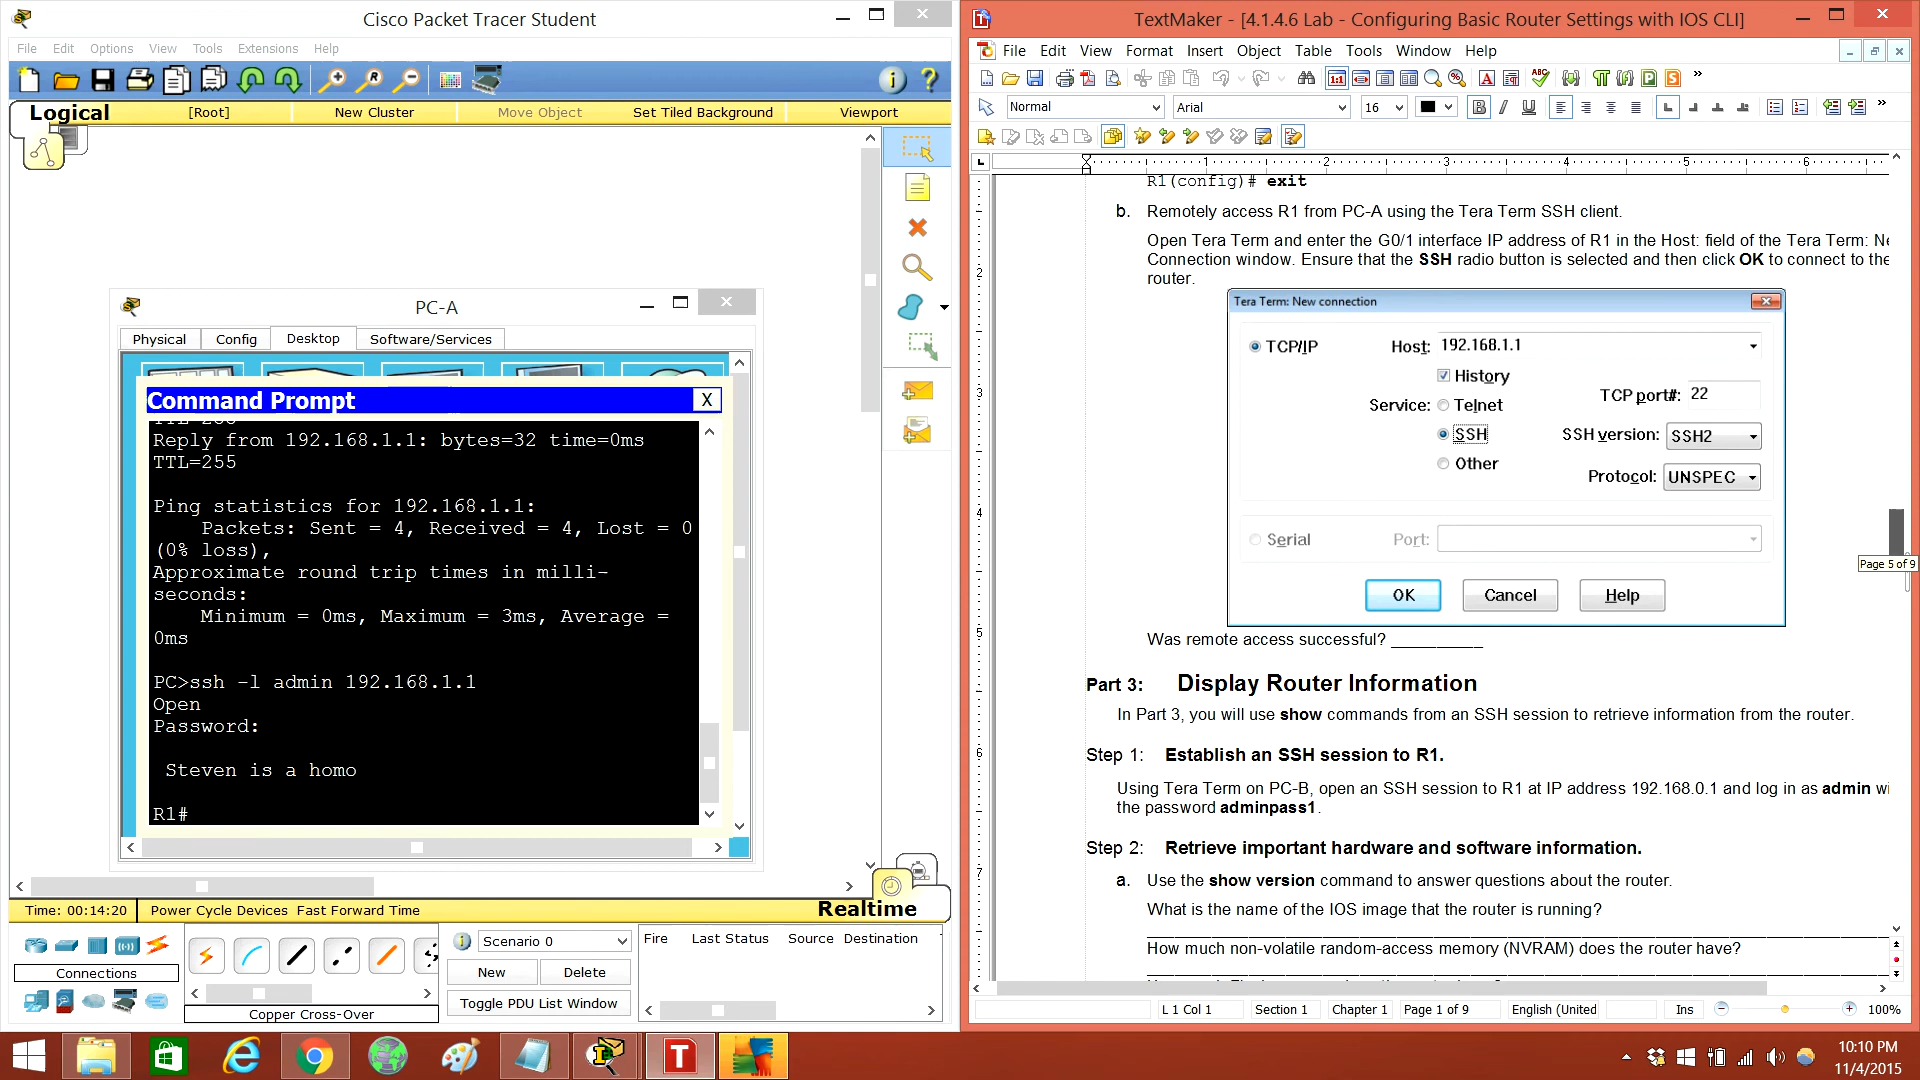 Cisco Packet Tracer Student
File Edit Options View Tools Extensions Help
Logical [Root] New Cluster Move Object Set Tiled Background Viewport
PC-A
Physical Config Desktop Software/Services
Command Prompt X
Reply from 192.168.1.1: bytes=32 time=0ms
TTL=255
Ping statistics for 192.168.1.1:
Packets: Sent = 4, Received = 4, Lost = 0
(0% loss),
Approximate round trip times in milli-
seconds:
Minimum = 0ms, Maximum = 3ms, Average =
0ms
PC>ssh -l admin 192.168.1.1
Open
Password:
Steven is a homo
R1#
Time: 00:14:20 Power Cycle Devices Fast Forward Time Realtime
Scenario 0
New Delete
Toggle PDU List Window
Fire Last Status Source Destination
Connections
Copper Cross-Over
TextMaker - [4.1.4.6 Lab - Configuring Basic Router Settings with IOS CLI]
File Edit View Format Insert Object Table Tools Window Help
Normal Arial 16
1 2 3 4 5 6
R1(config)# exit
b. Remotely access R1 from PC-A using the Tera Term SSH client.
Open Tera Term and enter the G0/1 interface IP address of R1 in the Host: field of the Tera Term: Ne
Connection window. Ensure that the SSH radio button is selected and then click OK to connect to the
router.
Tera Term: New connection
TCP/IP Host: 192.168.1.1
History
Service: Telnet TCP port#: 22
SSH SSH version: SSH2
Other Protocol: UNSPEC
Serial Port:
OK Cancel Help
Was remote access successful? __________
Part 3: Display Router Information
In Part 3, you will use show commands from an SSH session to retrieve information from the router.
Step 1: Establish an SSH session to R1.
Using Tera Term on PC-B, open an SSH session to R1 at IP address 192.168.0.1 and log in as admin wi
the password adminpass1.
Step 2: Retrieve important hardware and software information.
a. Use the show version command to answer questions about the router.
What is the name of the IOS image that the router is running?
How much non-volatile random-access memory (NVRAM) does the router have?
Page 5 of 9
L 1 Col 1 Section 1 Chapter 1 Page 1 of 9 English (United Ins 100%
10:10 PM
11/4/2015